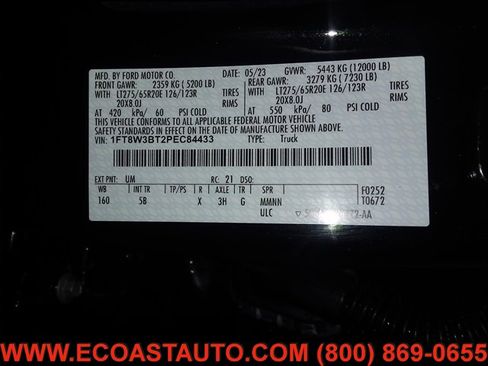 MFD. BY FORD MOTOR CO. 05/23 GVWR: 5443 KG (12000 LB)
FRONT GAWR: 2359 KG (5200 LB) REAR GAWR: 3279 KG (7230 LB)
WITH LT275/65R20E 126/123R TIRES WITH LT275/65R20E 126/123R TIRES
20X8.0J RIMS 20X8.0J RIMS
AT 420 kPa/ 60 PSI COLD AT 550 kPa/ 80 PSI COLD
THIS VEHICLE CONFORMS TO ALL APPLICABLE FEDERAL MOTOR VEHICLE
SAFETY STANDARDS IN EFFECT ON THE DATE OF MANUFACTURE SHOWN ABOVE.
VIN: 1FT8W3BT2PEC84433 TYPE: Truck
EXT PNT: UM RC: 21 DSO: F0252
WB INT TR TP/PS R AXLE TR SPR T0672
160 5B X 3H G MMNN
ULC
WWW.ECOASTAUTO.COM (800) 869-0655